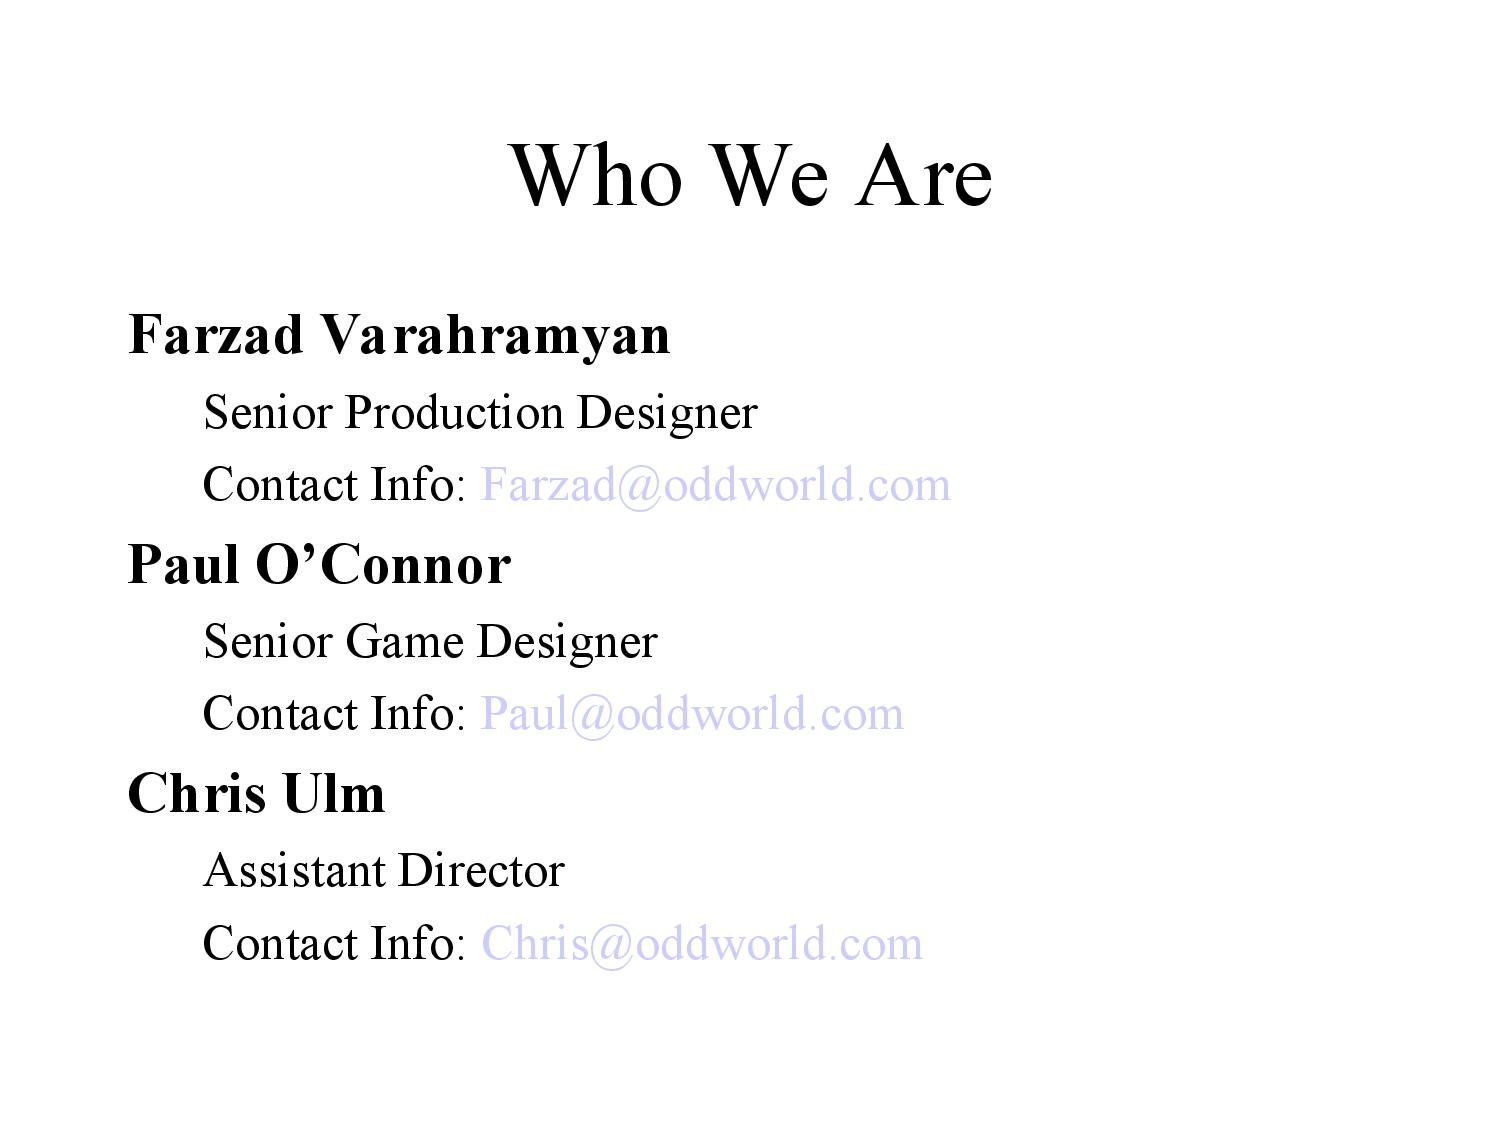 Who We Are
Farzad Varahramyan
Senior Production Designer
Contact Info: Farzad@oddworld.com
Paul O’Connor
Senior Game Designer
Contact Info: Paul@oddworld.com
Chris Ulm
Assistant Director
Contact Info: Chris@oddworld.com